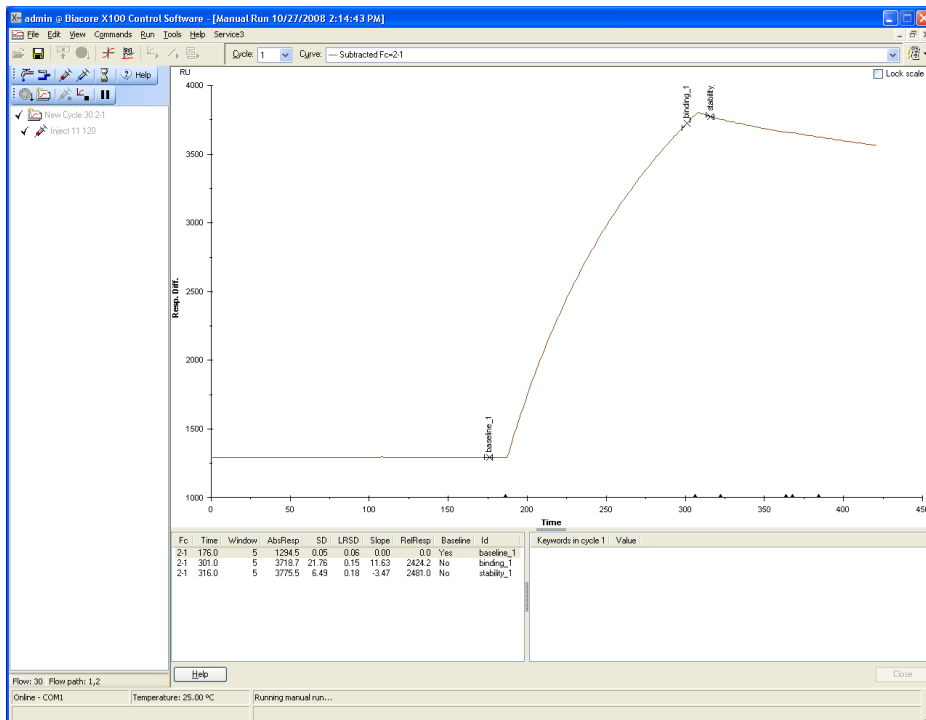 admin @ Biacore X100 Control Software - [Manual Run 10/27/2008 2:14:43 PM]
File Edit View Commands Run Tools Help Service3
Cycle: 1 Curve: — Subtracted Fc=2-1
Help
New Cycle 30 2-1
Inject 11 120
RU
Lock scale
4000
3500
3000
2500
2000
1500
1000
Resp. Diff.
baseline_1
binding_1
stability_
0 50 100 150 200 250 300 350 400 450
Time
Fc Time Window AbsResp SD LRSD Slope RelResp Baseline Id
2-1 176.0 5 1294.5 0.05 0.06 0.00 0.0 Yes baseline_1
2-1 301.0 5 3718.7 21.76 0.15 11.63 2424.2 No binding_1
2-1 316.0 5 3775.5 6.49 0.18 -3.47 2481.0 No stability_1
Keywords in cycle 1 Value
Help
Close
Flow: 30 Flow path: 1,2
Online - COM1 Temperature: 25.00 ºC Running manual run...